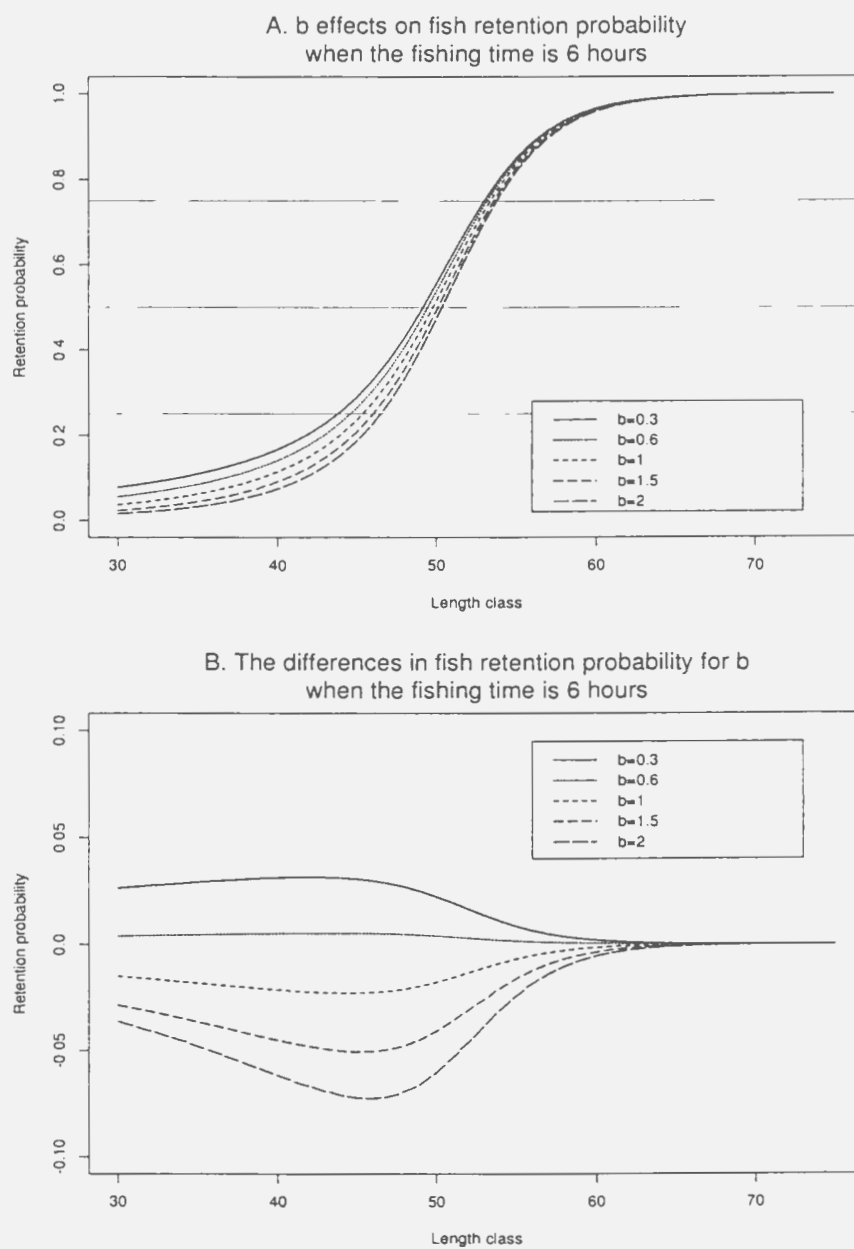 A. b effects on fish retention probability
when the fishing time is 6 hours
Retention probability
1.0
0.8
0.6
0.4
0.2
0.0
b=0.3
b=0.6
b=1
b=1.5
b=2
30
40
50
60
70
Length class
B. The differences in fish retention probability for b
when the fishing time is 6 hours
Retention probability
0.10
0.05
0.0
-0.05
-0.10
b=0.3
b=0.6
b=1
b=1.5
b=2
30
40
50
60
70
Length class